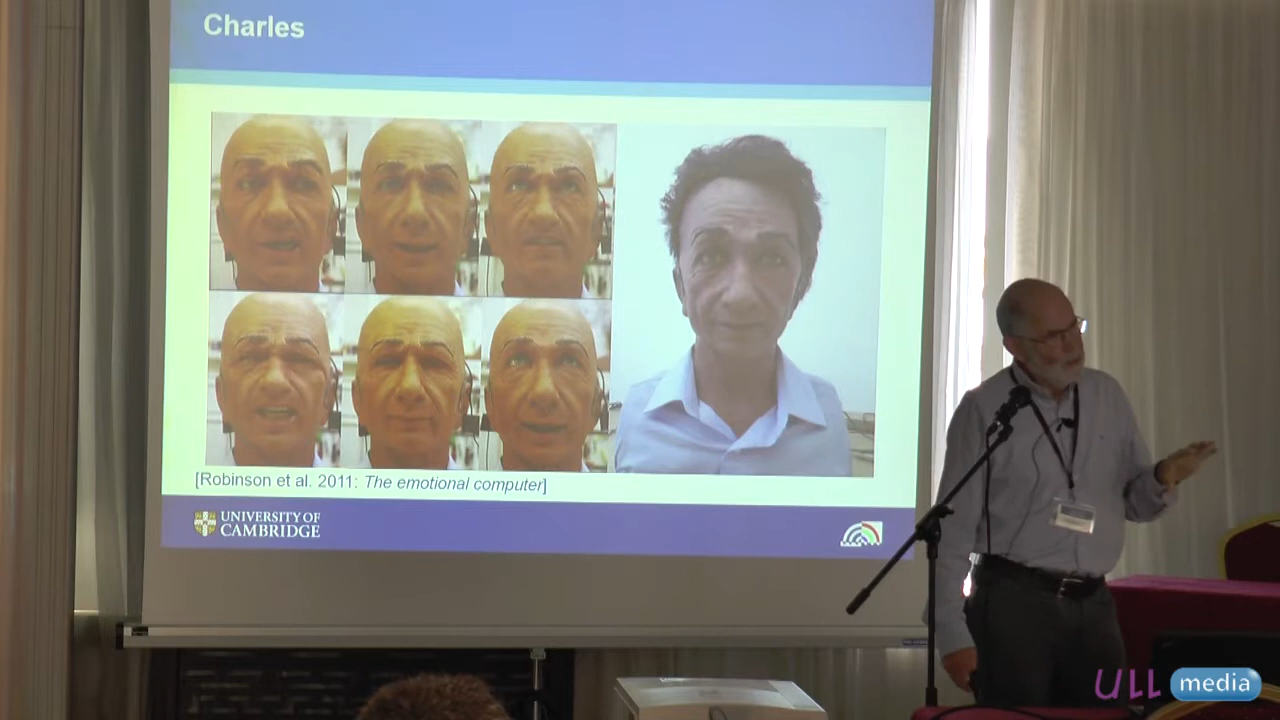 Charles
[Robinson et al. 2011: The emotional computer]
UNIVERSITY OF
CAMBRIDGE
ULL media